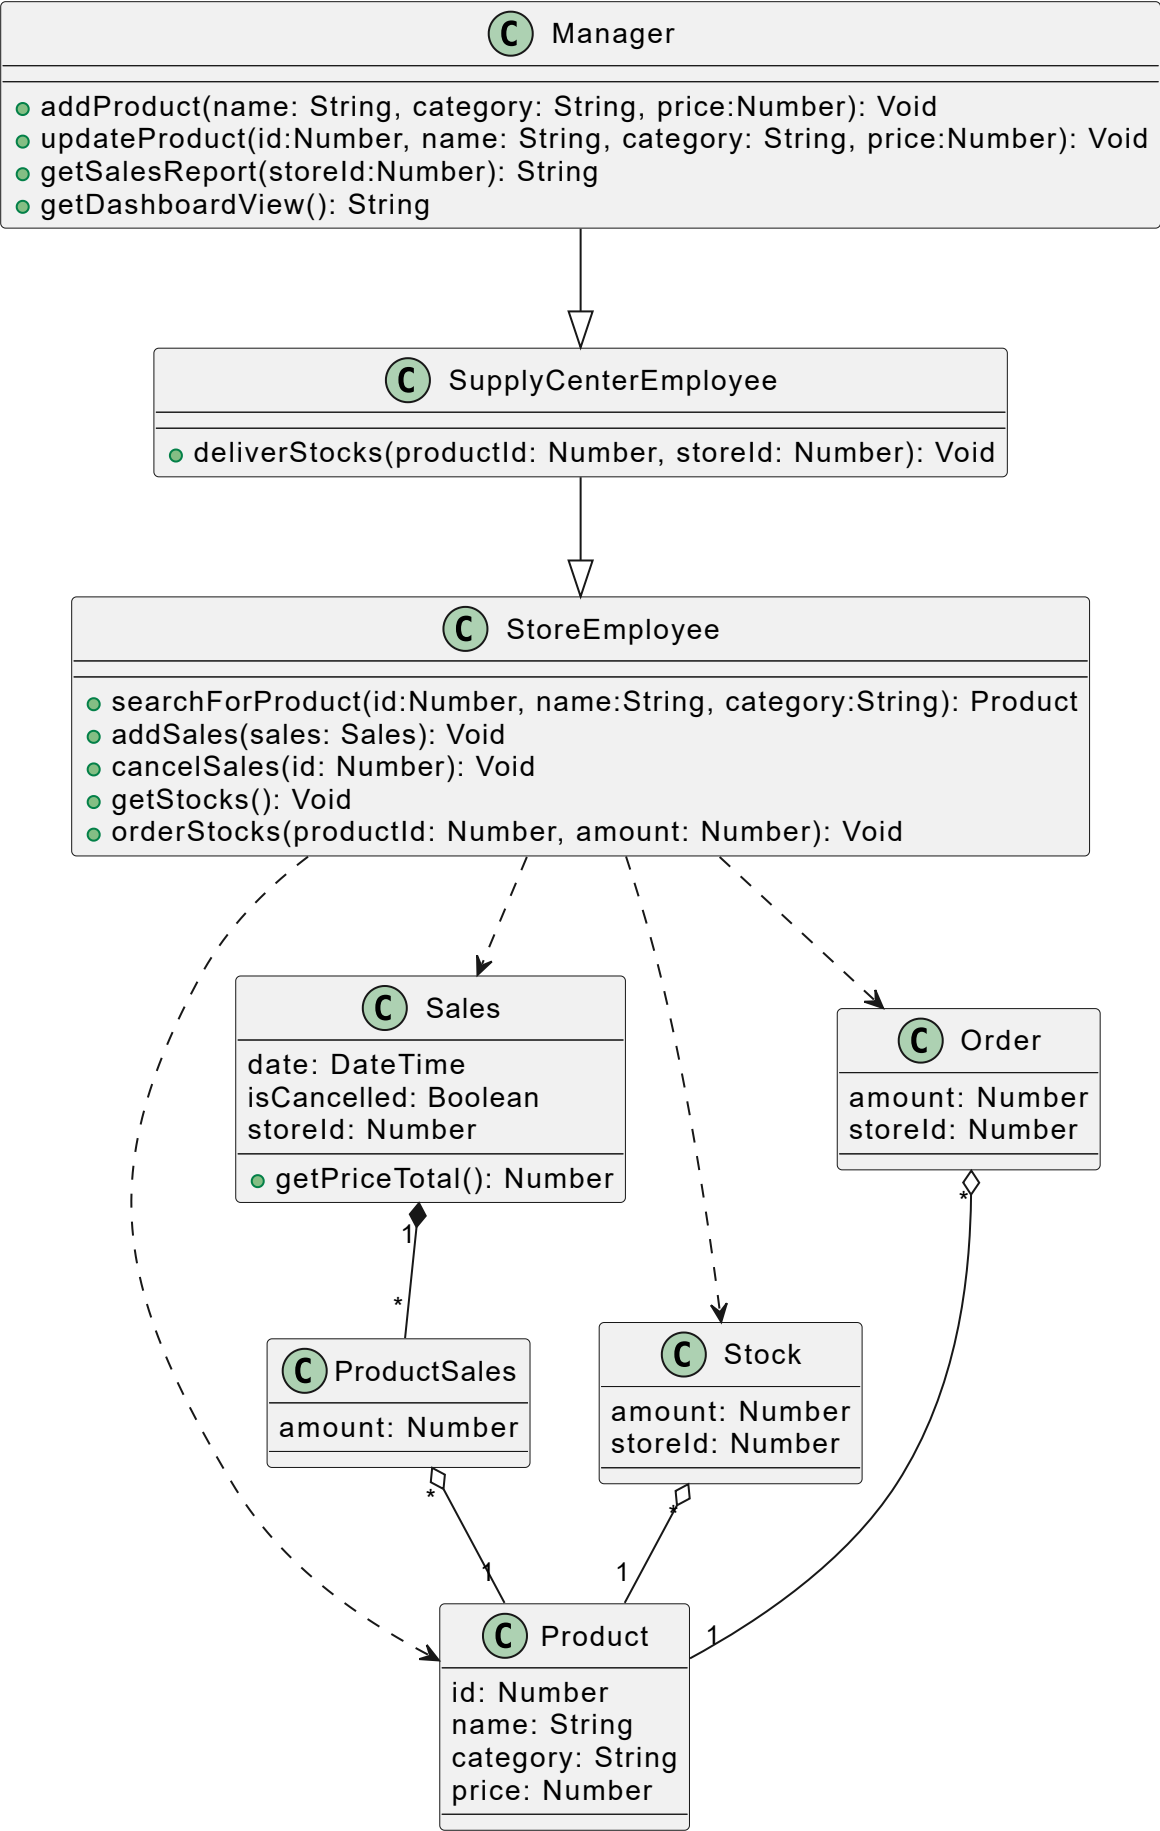 C Manager
addProduct(name: String, category: String, price:Number): Void
updateProduct(id:Number, name: String, category: String, price:Number): Void
getSalesReport(storeId:Number): String
getDashboardView(): String
C SupplyCenterEmployee
deliverStocks(productId: Number, storeId: Number): Void
C StoreEmployee
searchForProduct(id:Number, name:String, category:String): Product
addSales(sales: Sales): Void
cancelSales(id: Number): Void
getStocks(): Void
orderStocks(productId: Number, amount: Number): Void
C Sales
date: DateTime
isCancelled: Boolean
storeId: Number
getPriceTotal(): Number
C Order
amount: Number
storeId: Number
1
*
*
C ProductSales
amount: Number
C Stock
amount: Number
storeId: Number
*
1
*
1
1
C Product
id: Number
name: String
category: String
price: Number